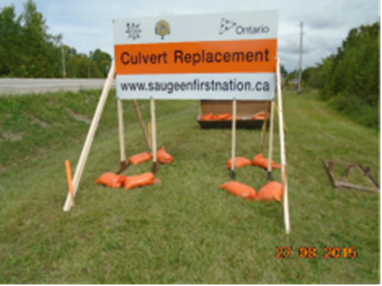 Ontario
Culvert Replacement
www.saugeenfirstnation.ca
27.08.2015